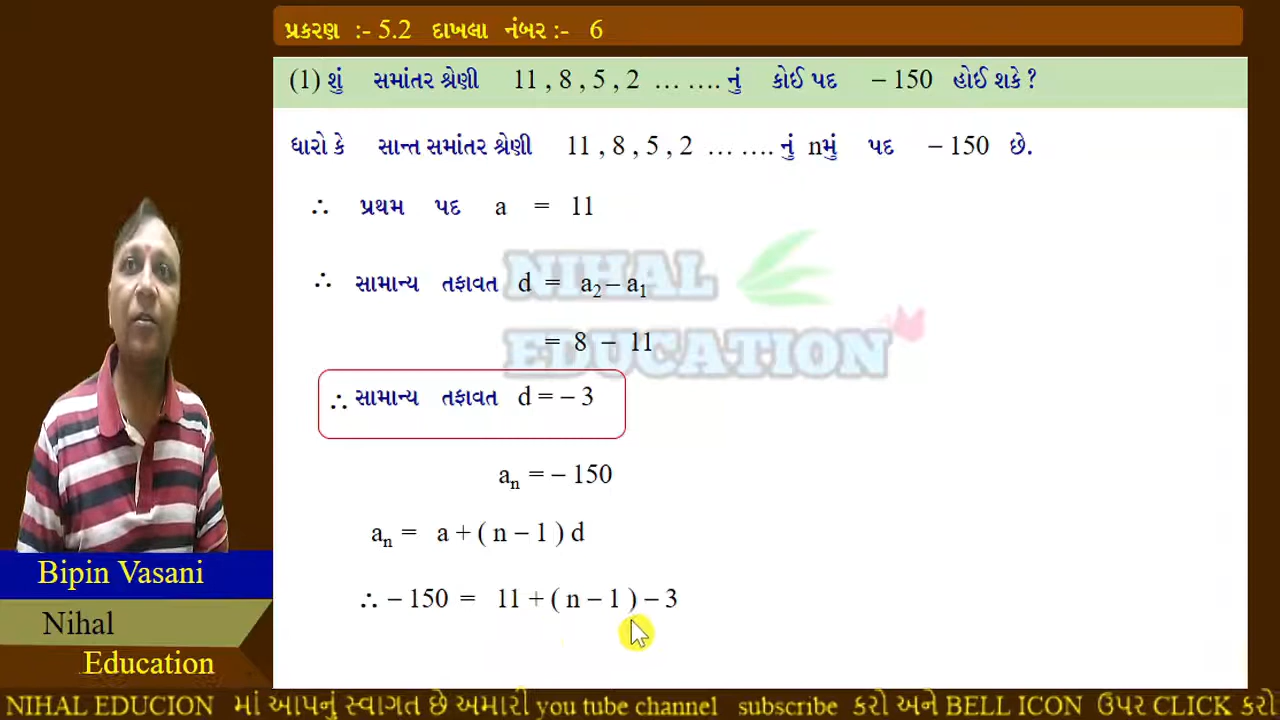 પ્રકરણ :- 5.2 દાખલા નંબર :- 6
(1) શું સમાંતર શ્રેણી 11 , 8 , 5 , 2 ... .... નું કોઈ પદ – 150 હોઈ શકે ?
ધારો કે સાન્ત સમાંતર શ્રેણી 11 , 8 , 5 , 2 ... .... નું nમું પદ – 150 છે.
∴ પ્રથમ પદ a = 11
∴ સામાન્ય તફાવત d = a₂ – a₁
= 8 – 11
∴ સામાન્ય તફાવત d = – 3
aₙ = – 150
aₙ = a + ( n – 1 ) d
∴ – 150 = 11 + ( n – 1 ) – 3
NIHAL
EDUCATION
Bipin Vasani
Nihal
Education
NIHAL EDUCION માં આપનું સ્વાગત છે અમારી you tube channel subscribe કરો અને BELL ICON ઉપર CLICK કરો